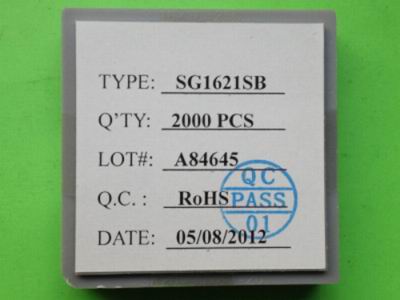 TYPE: SG1621SB
Q'TY: 2000 PCS
LOT#: A84645
Q.C. : RoHS
DATE: 05/08/2012
QC
PASS
01